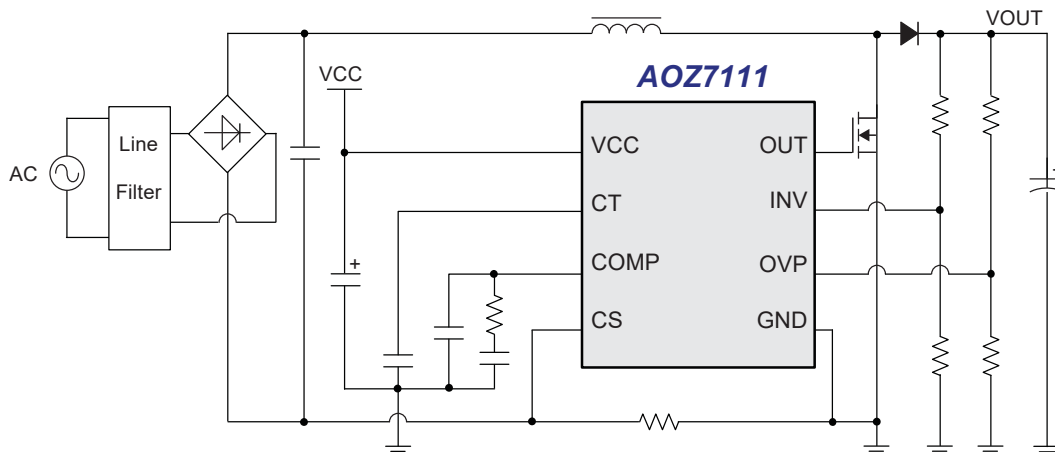 VOUT
AOZ7111
VCC
AC
Line
Filter
VCC
CT
COMP
CS
OUT
INV
OVP
GND
+
+